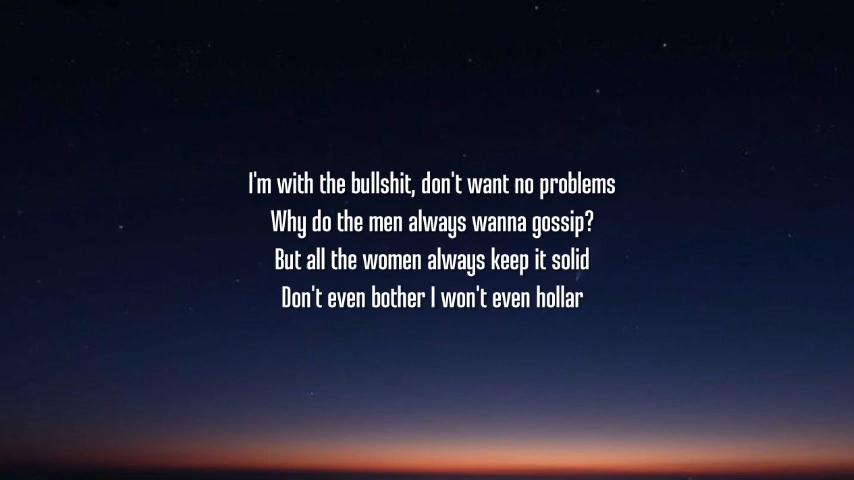 I'm with the bullshit, don't want no problems
Why do the men always wanna gossip?
But all the women always keep it solid
Don't even bother I won't even hollar